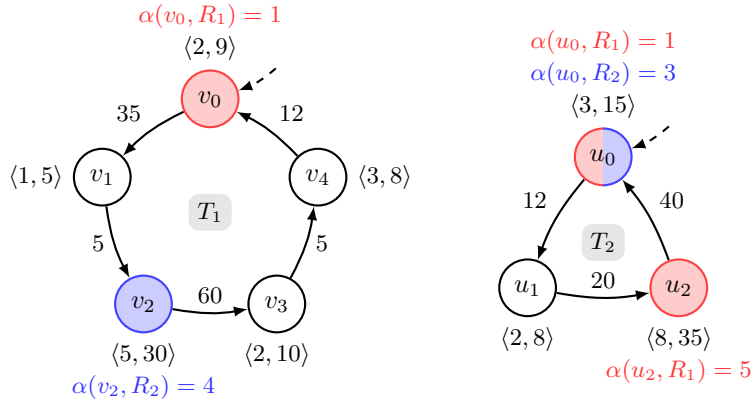 α(v₀, R₁) = 1
⟨2, 9⟩
v₀
35
12
⟨1, 5⟩
v₁
v₄
⟨3, 8⟩
T₁
5
5
v₂
60
v₃
⟨5, 30⟩
⟨2, 10⟩
α(v₂, R₂) = 4
α(u₀, R₁) = 1
α(u₀, R₂) = 3
⟨3, 15⟩
u₀
12
40
T₂
u₁
20
u₂
⟨2, 8⟩
⟨8, 35⟩
α(u₂, R₁) = 5